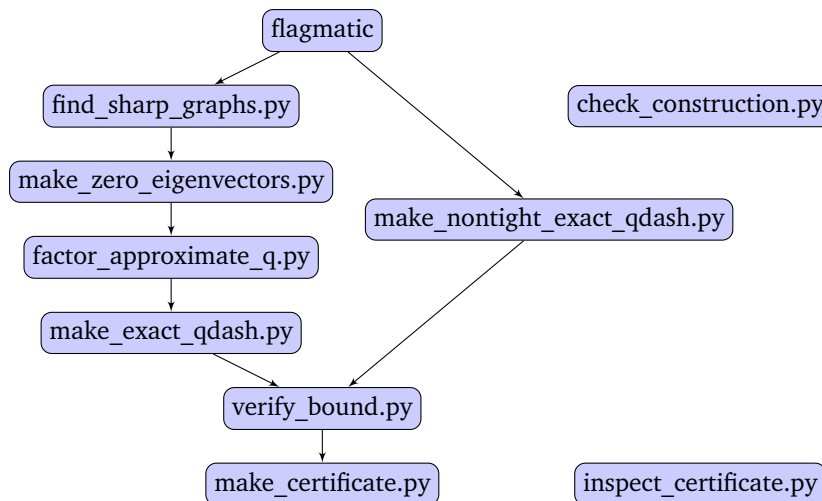 flagmatic
find_sharp_graphs.py
check_construction.py
make_zero_eigenvectors.py
make_nontight_exact_qdash.py
factor_approximate_q.py
make_exact_qdash.py
verify_bound.py
make_certificate.py
inspect_certificate.py